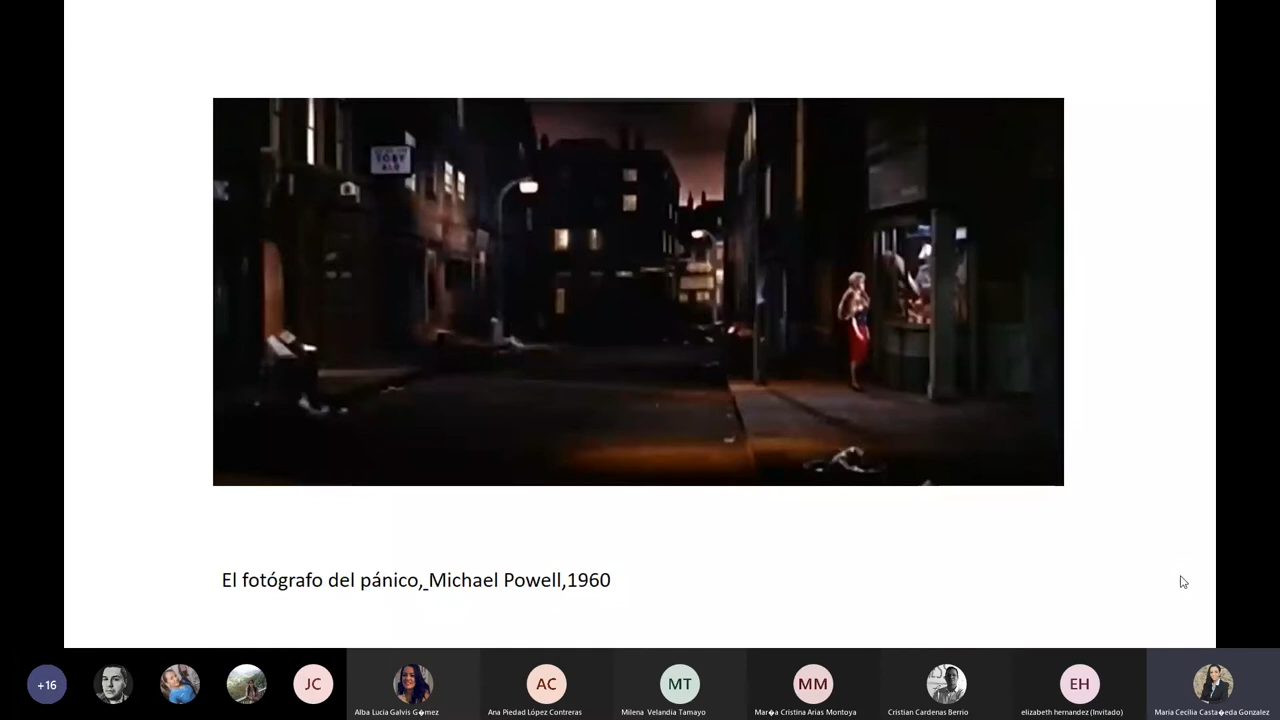 TOBY
El fotógrafo del pánico, Michael Powell,1960
+16
JC
AC
MT
MM
EH
Alba Lucia Galvis G�mez
Ana Piedad López Contreras
Milena Velandia Tamayo
Mar�a Cristina Arias Montoya
Cristian Cardenas Berrio
elizabeth hernandez (Invitado)
Maria Cecilia Casta�eda Gonzalez